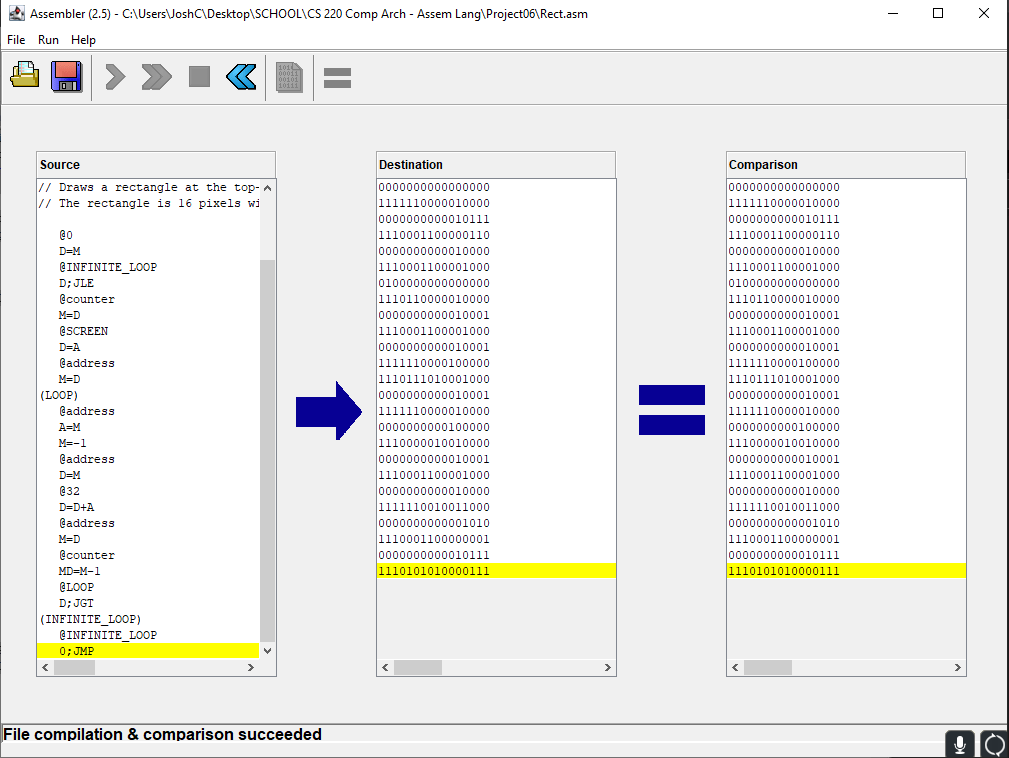 Assembler (2.5) - C:\Users\JoshC\Desktop\SCHOOL\CS 220 Comp Arch - Assem Lang\Project06\Rect.asm
File Run Help
Source
// Draws a rectangle at the top-
// The rectangle is 16 pixels wi
@0
D=M
@INFINITE_LOOP
D;JLE
@counter
M=D
@SCREEN
D=A
@address
M=D
(LOOP)
@address
A=M
M=-1
@address
D=M
@32
D=D+A
@address
M=D
@counter
MD=M-1
@LOOP
D;JGT
(INFINITE_LOOP)
@INFINITE_LOOP
0;JMP
Destination
0000000000000000
1111110000010000
0000000000010111
1110001100000110
0000000000010000
1110001100001000
0100000000000000
1110110000010000
0000000000010001
1110001100001000
0000000000010001
1111110000100000
1110111010001000
0000000000010001
1111110000010000
0000000000100000
1110000010010000
0000000000010001
1110001100001000
0000000000010000
1111110010011000
0000000000001010
1110001100000001
0000000000010111
1110101010000111
Comparison
0000000000000000
1111110000010000
0000000000010111
1110001100000110
0000000000010000
1110001100001000
0100000000000000
1110110000010000
0000000000010001
1110001100001000
0000000000010001
1111110000100000
1110111010001000
0000000000010001
1111110000010000
0000000000100000
1110000010010000
0000000000010001
1110001100001000
0000000000010000
1111110010011000
0000000000001010
1110001100000001
0000000000010111
1110101010000111
File compilation & comparison succeeded